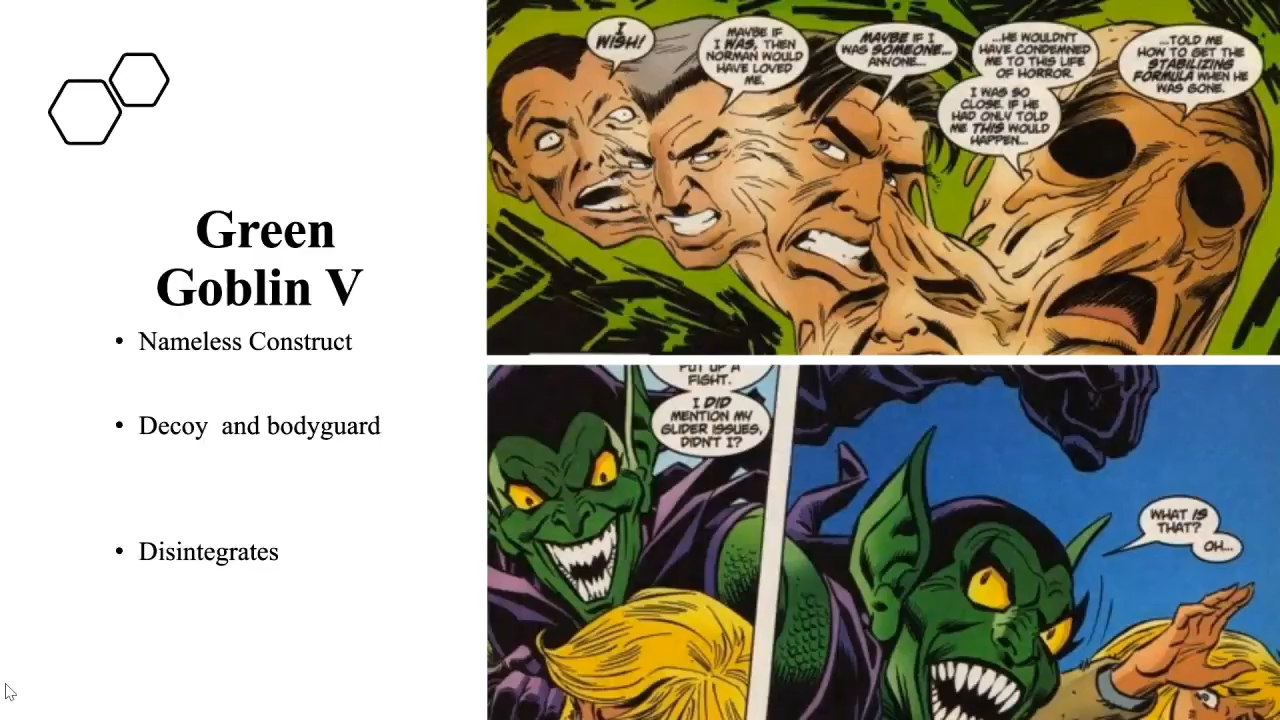 Green
Goblin V
• Nameless Construct
• Decoy and bodyguard
• Disintegrates
I
WISH!
MAYBE IF
I WAS, THEN
NORMAN WOULD
HAVE LOVED
ME.
MAYBE IF I
WAS SOMEONE...
ANYONE...
...HE WOULDN'T
HAVE CONDEMNED
ME TO THIS LIFE
OF HORROR.
I WAS SO
CLOSE. IF HE
HAD ONLY TOLD
ME THIS WOULD
HAPPEN...
...TOLD ME
HOW TO GET THE
STABILIZING
FORMULA WHEN HE
WAS GONE.
PUT UP A
FIGHT.
I DID
MENTION MY
GLIDER ISSUES,
DIDN'T I?
WHAT IS
THAT?
OH...